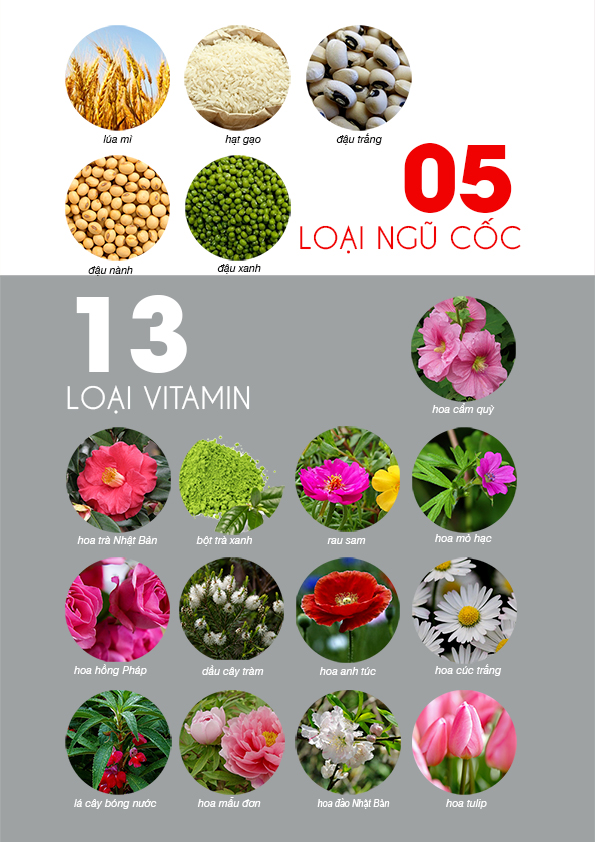 lúa mì
hạt gạo
đậu trắng
05
LOẠI NGŨ CỐC
đậu nành
đậu xanh
13
LOẠI VITAMIN
hoa cẩm quỳ
hoa trà Nhật Bản
bột trà xanh
rau sam
hoa mỏ hạc
hoa hồng Pháp
dầu cây tràm
hoa anh túc
hoa cúc trắng
lá cây bóng nước
hoa mẫu đơn
hoa đào Nhật Bản
hoa tulip